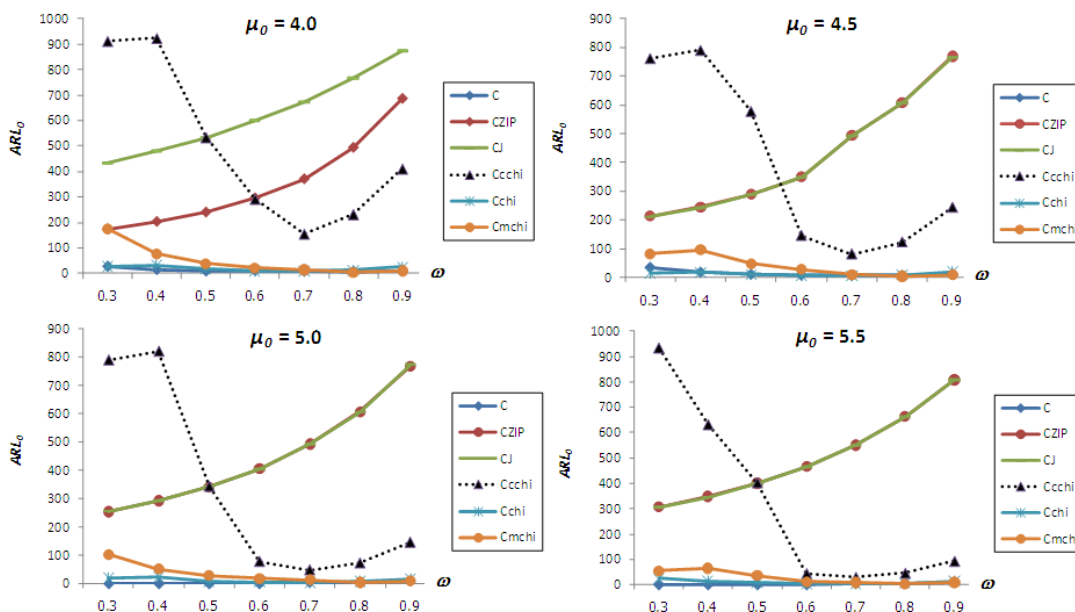 μ₀ = 4.0
ARL₀
1000
900
800
700
600
500
400
300
200
100
0
0.3 0.4 0.5 0.6 0.7 0.8 0.9
ω
C
CZIP
CJ
Ccchi
Cchi
Cmchi
μ₀ = 4.5
ARL₀
900
800
700
600
500
400
300
200
100
0
0.3 0.4 0.5 0.6 0.7 0.8 0.9
ω
C
CZIP
CJ
Ccchi
Cchi
Cmchi
μ₀ = 5.0
ARL₀
900
800
700
600
500
400
300
200
100
0
0.3 0.4 0.5 0.6 0.7 0.8 0.9
ω
C
CZIP
CJ
Ccchi
Cchi
Cmchi
μ₀ = 5.5
ARL₀
1000
900
800
700
600
500
400
300
200
100
0
0.3 0.4 0.5 0.6 0.7 0.8 0.9
ω
C
CZIP
CJ
Ccchi
Cchi
Cmchi